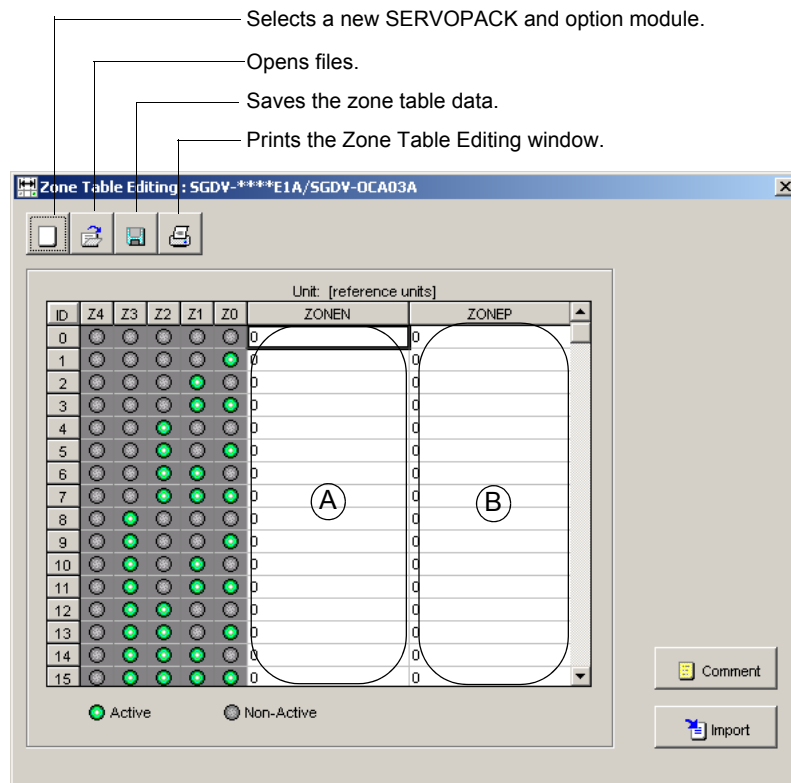 Selects a new SERVOPACK and option module.
Opens files.
Saves the zone table data.
Prints the Zone Table Editing window.
Zone Table Editing : SGDV-****E1A/SGDV-OCA03A
Unit: [reference units]
ID Z4 Z3 Z2 Z1 Z0 ZONEN ZONEP
0 0 0
1 0 0
2 0 0
3 0 0
4 0 0
5 0 0
6 0 0
7 0 0
A B
8 0 0
9 0 0
10 0 0
11 0 0
12 0 0
13 0 0
14 0 0
15 0 0
Active Non-Active
Comment
Import